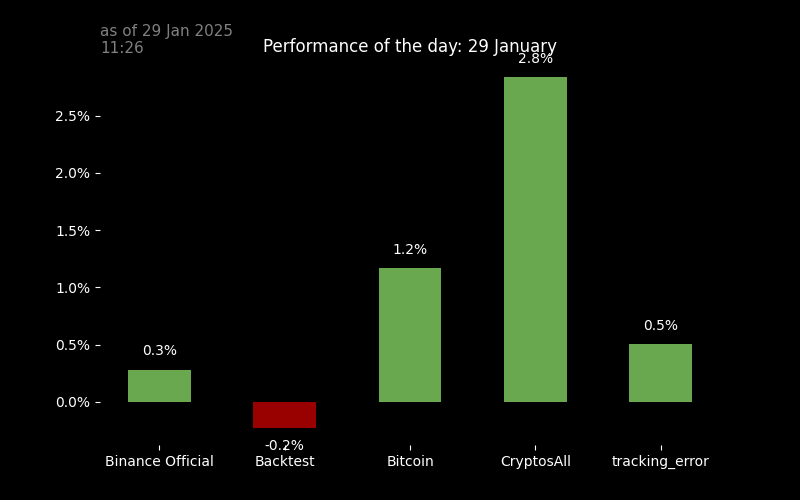 as of 29 Jan 2025
11:26
Performance of the day: 29 January
2.8%
2.5%
2.0%
1.5%
1.2%
1.0%
0.5%
0.5%
0.3%
0.0%
-0.2%
Binance Official
Backtest
Bitcoin
CryptosAll
tracking_error